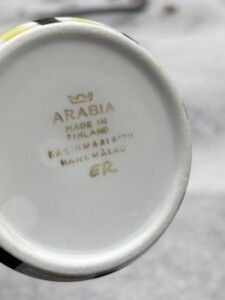 ARABIA
MADE IN
FINLAND
KÄSINMAALATTU
HANDMÅLAD
ER